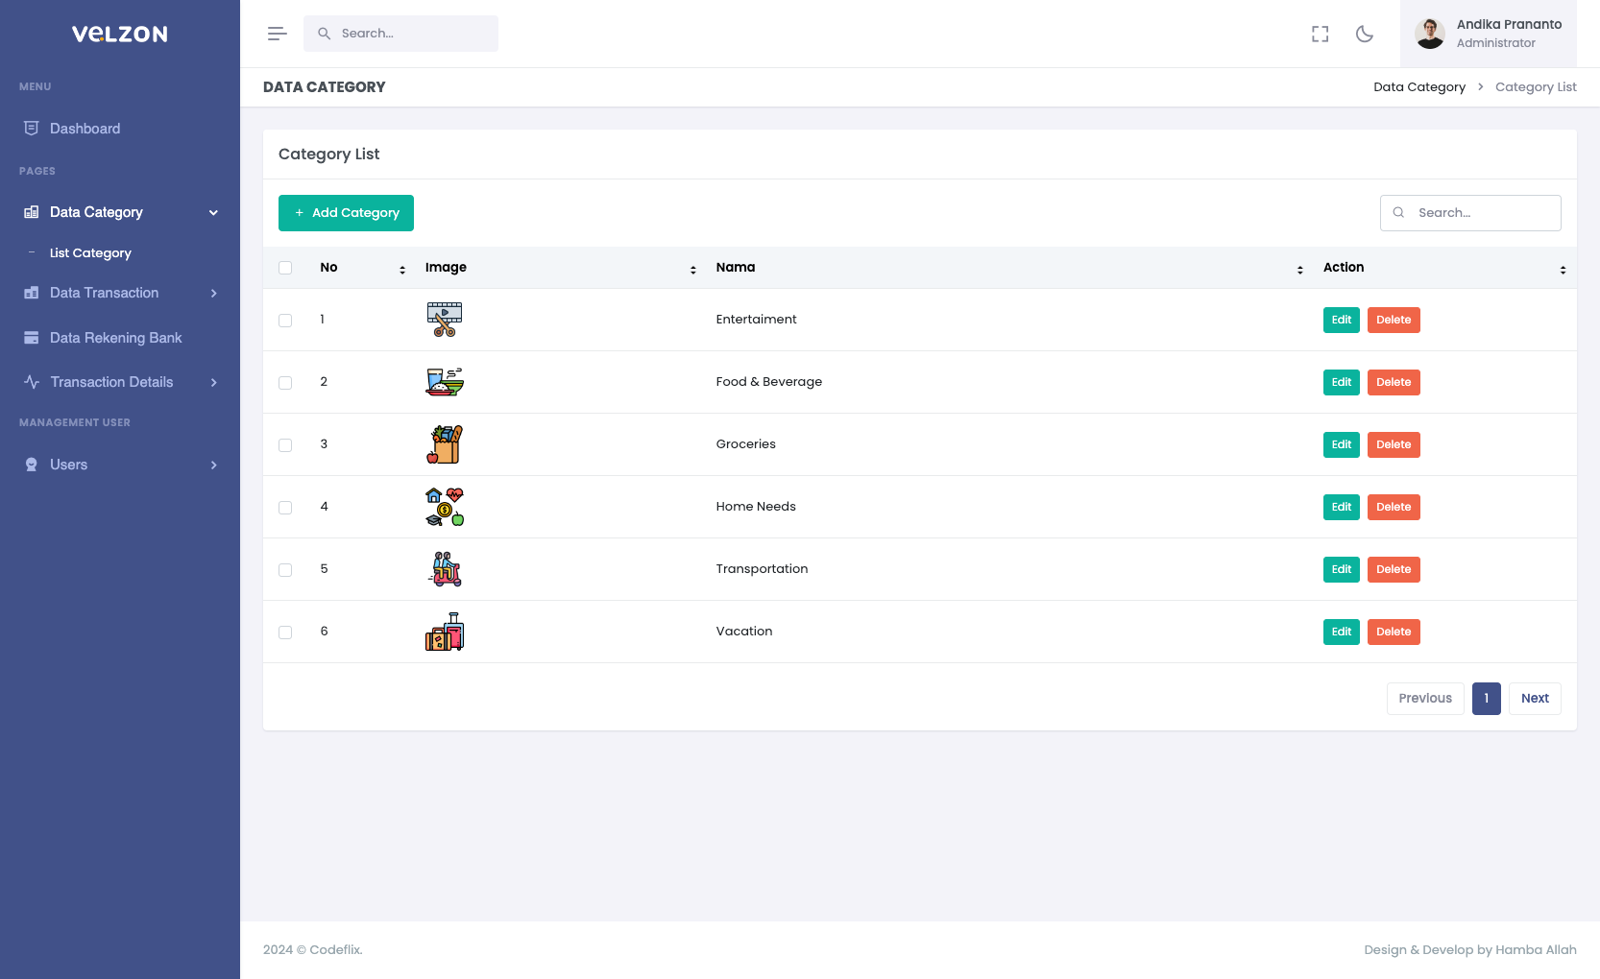 VELZON
MENU
Dashboard
PAGES
Data Category
List Category
Data Transaction
Data Rekening Bank
Transaction Details
MANAGEMENT USER
Users
Search...
Andika Prananto
Administrator
DATA CATEGORY
Data Category > Category List
Category List
+ Add Category
Search...
No Image Nama Action
1 Entertaiment Edit Delete
2 Food & Beverage Edit Delete
3 Groceries Edit Delete
4 Home Needs Edit Delete
5 Transportation Edit Delete
6 Vacation Edit Delete
Previous 1 Next
2024 © Codeflix.
Design & Develop by Hamba Allah